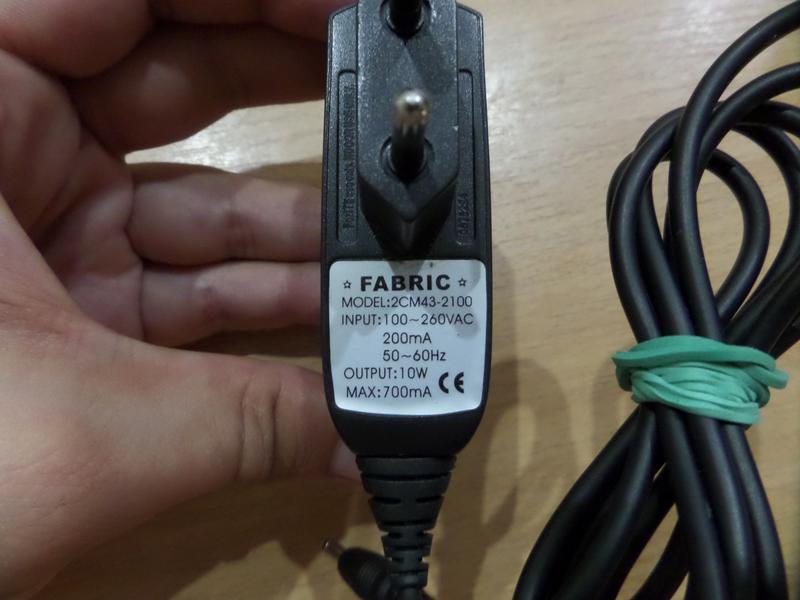 ☆ FABRIC ☆
MODEL:2CM43-2100
INPUT:100~260VAC
200mA
50~60Hz
OUTPUT:10W
MAX:700mA CE